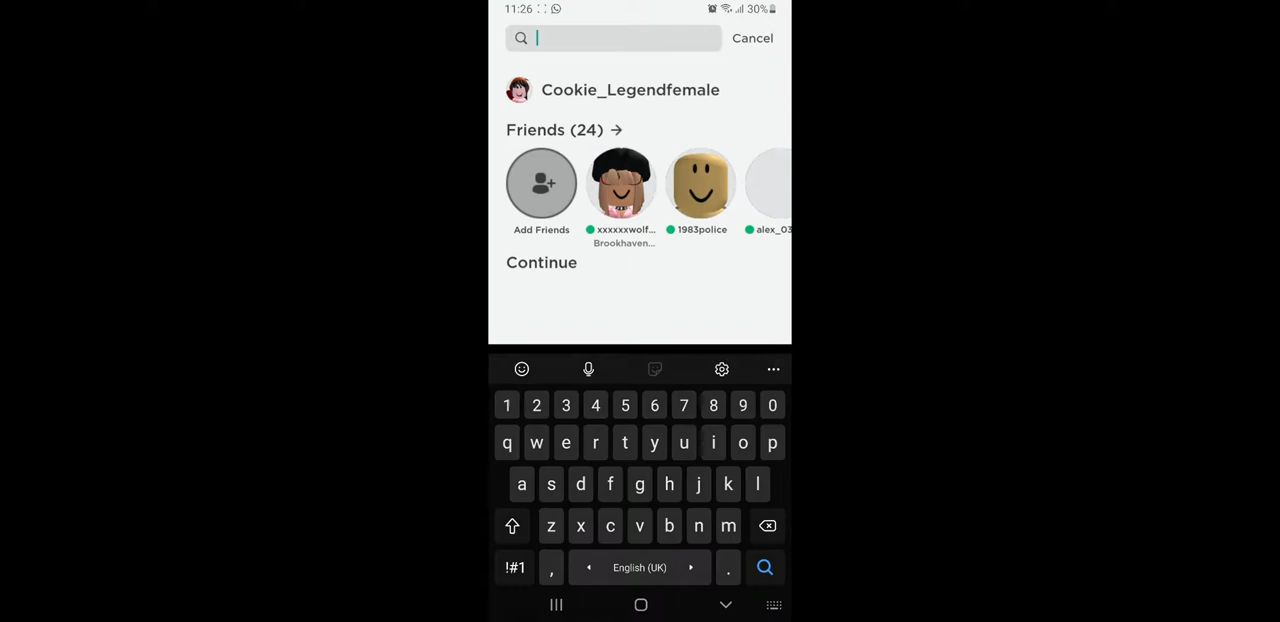 11:26 30%
Cancel
Cookie_Legendfemale
Friends (24) →
Add Friends xxxxxxwolf... 1983police alex_03
Brookhaven...
Continue
1 2 3 4 5 6 7 8 9 0
q w e r t y u i o p
a s d f g h j k l
z x c v b n m
!#1 , English (UK) .